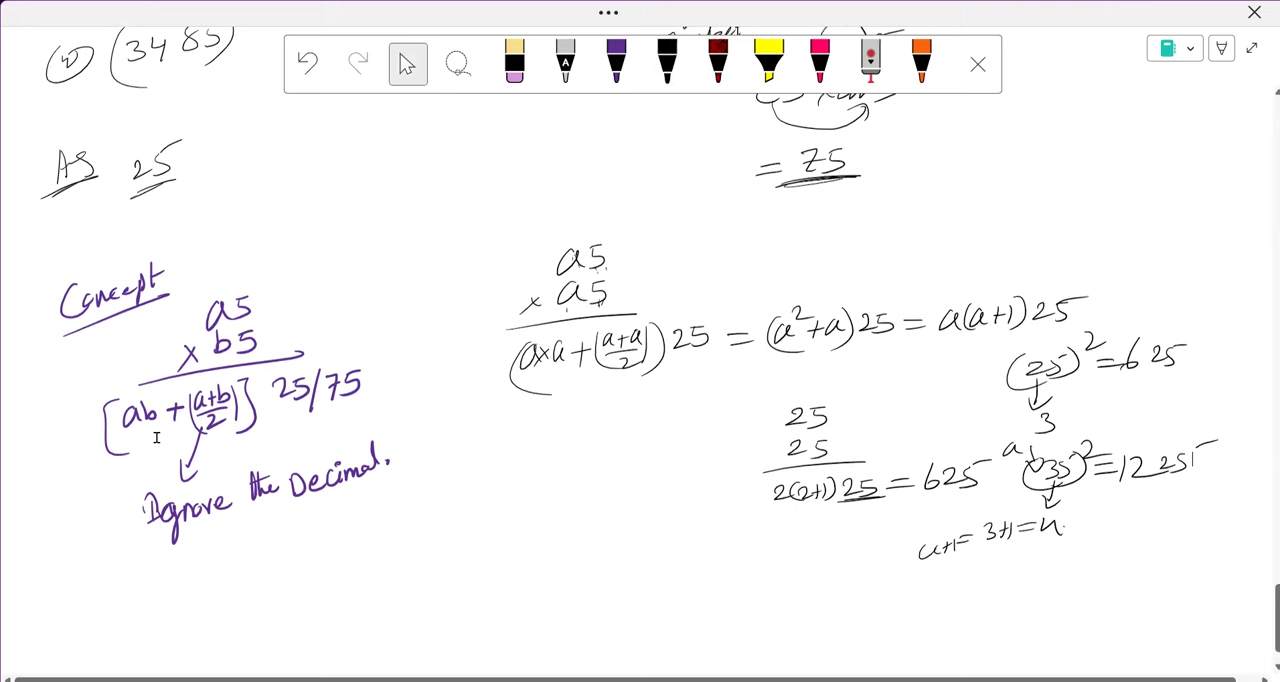 (3485)
= 75
AS 25
Concept
a5
× b5
[ab + (a+b/2)] 25/75
Ignore the Decimal.
a5
× a5
(a×a + (a+a/2)) 25 = (a²+a) 25 = a(a+1) 25
(25)² = 625
3
25
25
2(2+1) 25 = 625
a (35)² = 1225
a+1 = 3+1 = 4